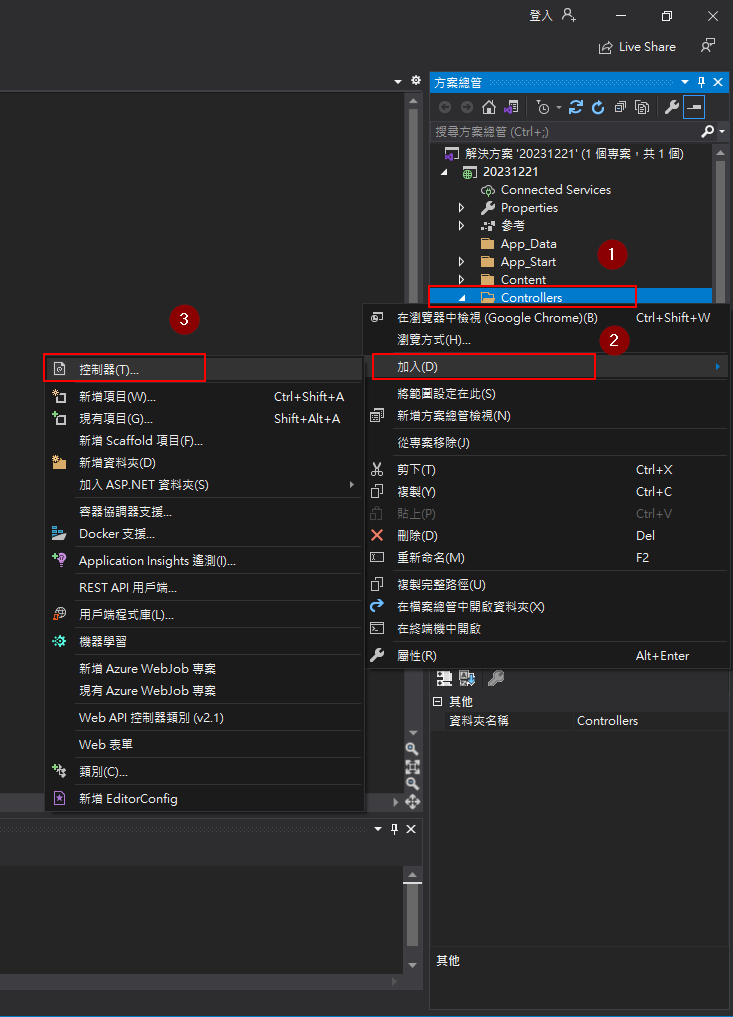 登入
Live Share
方案總管
搜尋方案總管 (Ctrl+;)
解決方案 '20231221' (1 個專案，共 1 個)
20231221
Connected Services
Properties
參考
App_Data
App_Start
1
Content
Controllers
3
在瀏覽器中檢視 (Google Chrome)(B) Ctrl+Shift+W
瀏覽方式(H)...
2
加入(D)
將範圍設定在此(S)
新增方案總管檢視(N)
從專案移除(J)
剪下(T) Ctrl+X
複製(Y) Ctrl+C
貼上(P) Ctrl+V
刪除(D) Del
重新命名(M) F2
複製完整路徑(U)
在檔案總管中開啟資料夾(X)
在終端機中開啟
屬性(R) Alt+Enter
控制器(T)...
新增項目(W)... Ctrl+Shift+A
現有項目(G)... Shift+Alt+A
新增 Scaffold 項目(F)...
新增資料夾(D)
加入 ASP.NET 資料夾(S)
容器協調器支援...
Docker 支援...
Application Insights 遙測(I)...
REST API 用戶端...
用戶端程式庫(L)...
機器學習
新增 Azure WebJob 專案
現有 Azure WebJob 專案
Web API 控制器類別 (v2.1)
Web 表單
類別(C)...
新增 EditorConfig
其他
資料夾名稱 Controllers
其他